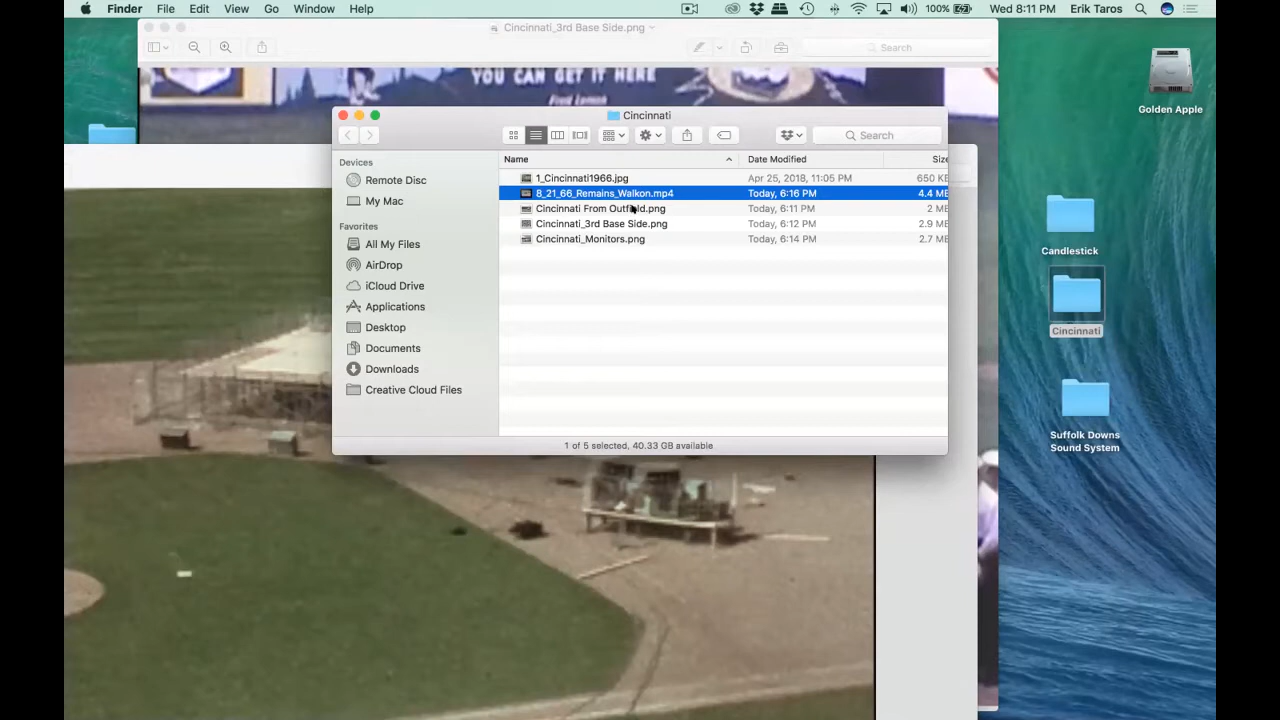 Finder File Edit View Go Window Help 100% Wed 8:11 PM Erik Taros
Cincinnati_3rd Base Side.png
Search
YOU CAN GET IT HERE
Golden Apple
Cincinnati
Search
Devices
Remote Disc
My Mac
Favorites
All My Files
AirDrop
iCloud Drive
Applications
Desktop
Documents
Downloads
Creative Cloud Files
Name Date Modified Size
1_Cincinnati1966.jpg Apr 25, 2018, 11:05 PM 650 KB
8_21_66_Remains_Walkon.mp4 Today, 6:16 PM 4.4 MB
Cincinnati From Outfield.png Today, 6:11 PM 2 MB
Cincinnati_3rd Base Side.png Today, 6:12 PM 2.9 MB
Cincinnati_Monitors.png Today, 6:14 PM 2.7 MB
1 of 5 selected, 40.33 GB available
Candlestick
Cincinnati
Suffolk Downs
Sound System